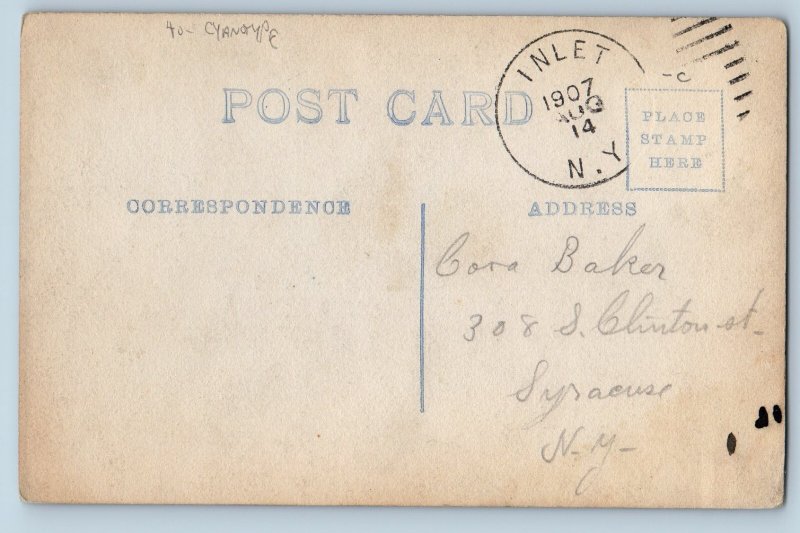 40- CYANOTYPE
INLET
1907
AUG
14
N.Y.
-C
POST CARD
PLACE
STAMP
HERE
CORRESPONDENCE
ADDRESS
Cora Baker
308 S. Clinton st-
Syracuse
N-Y-